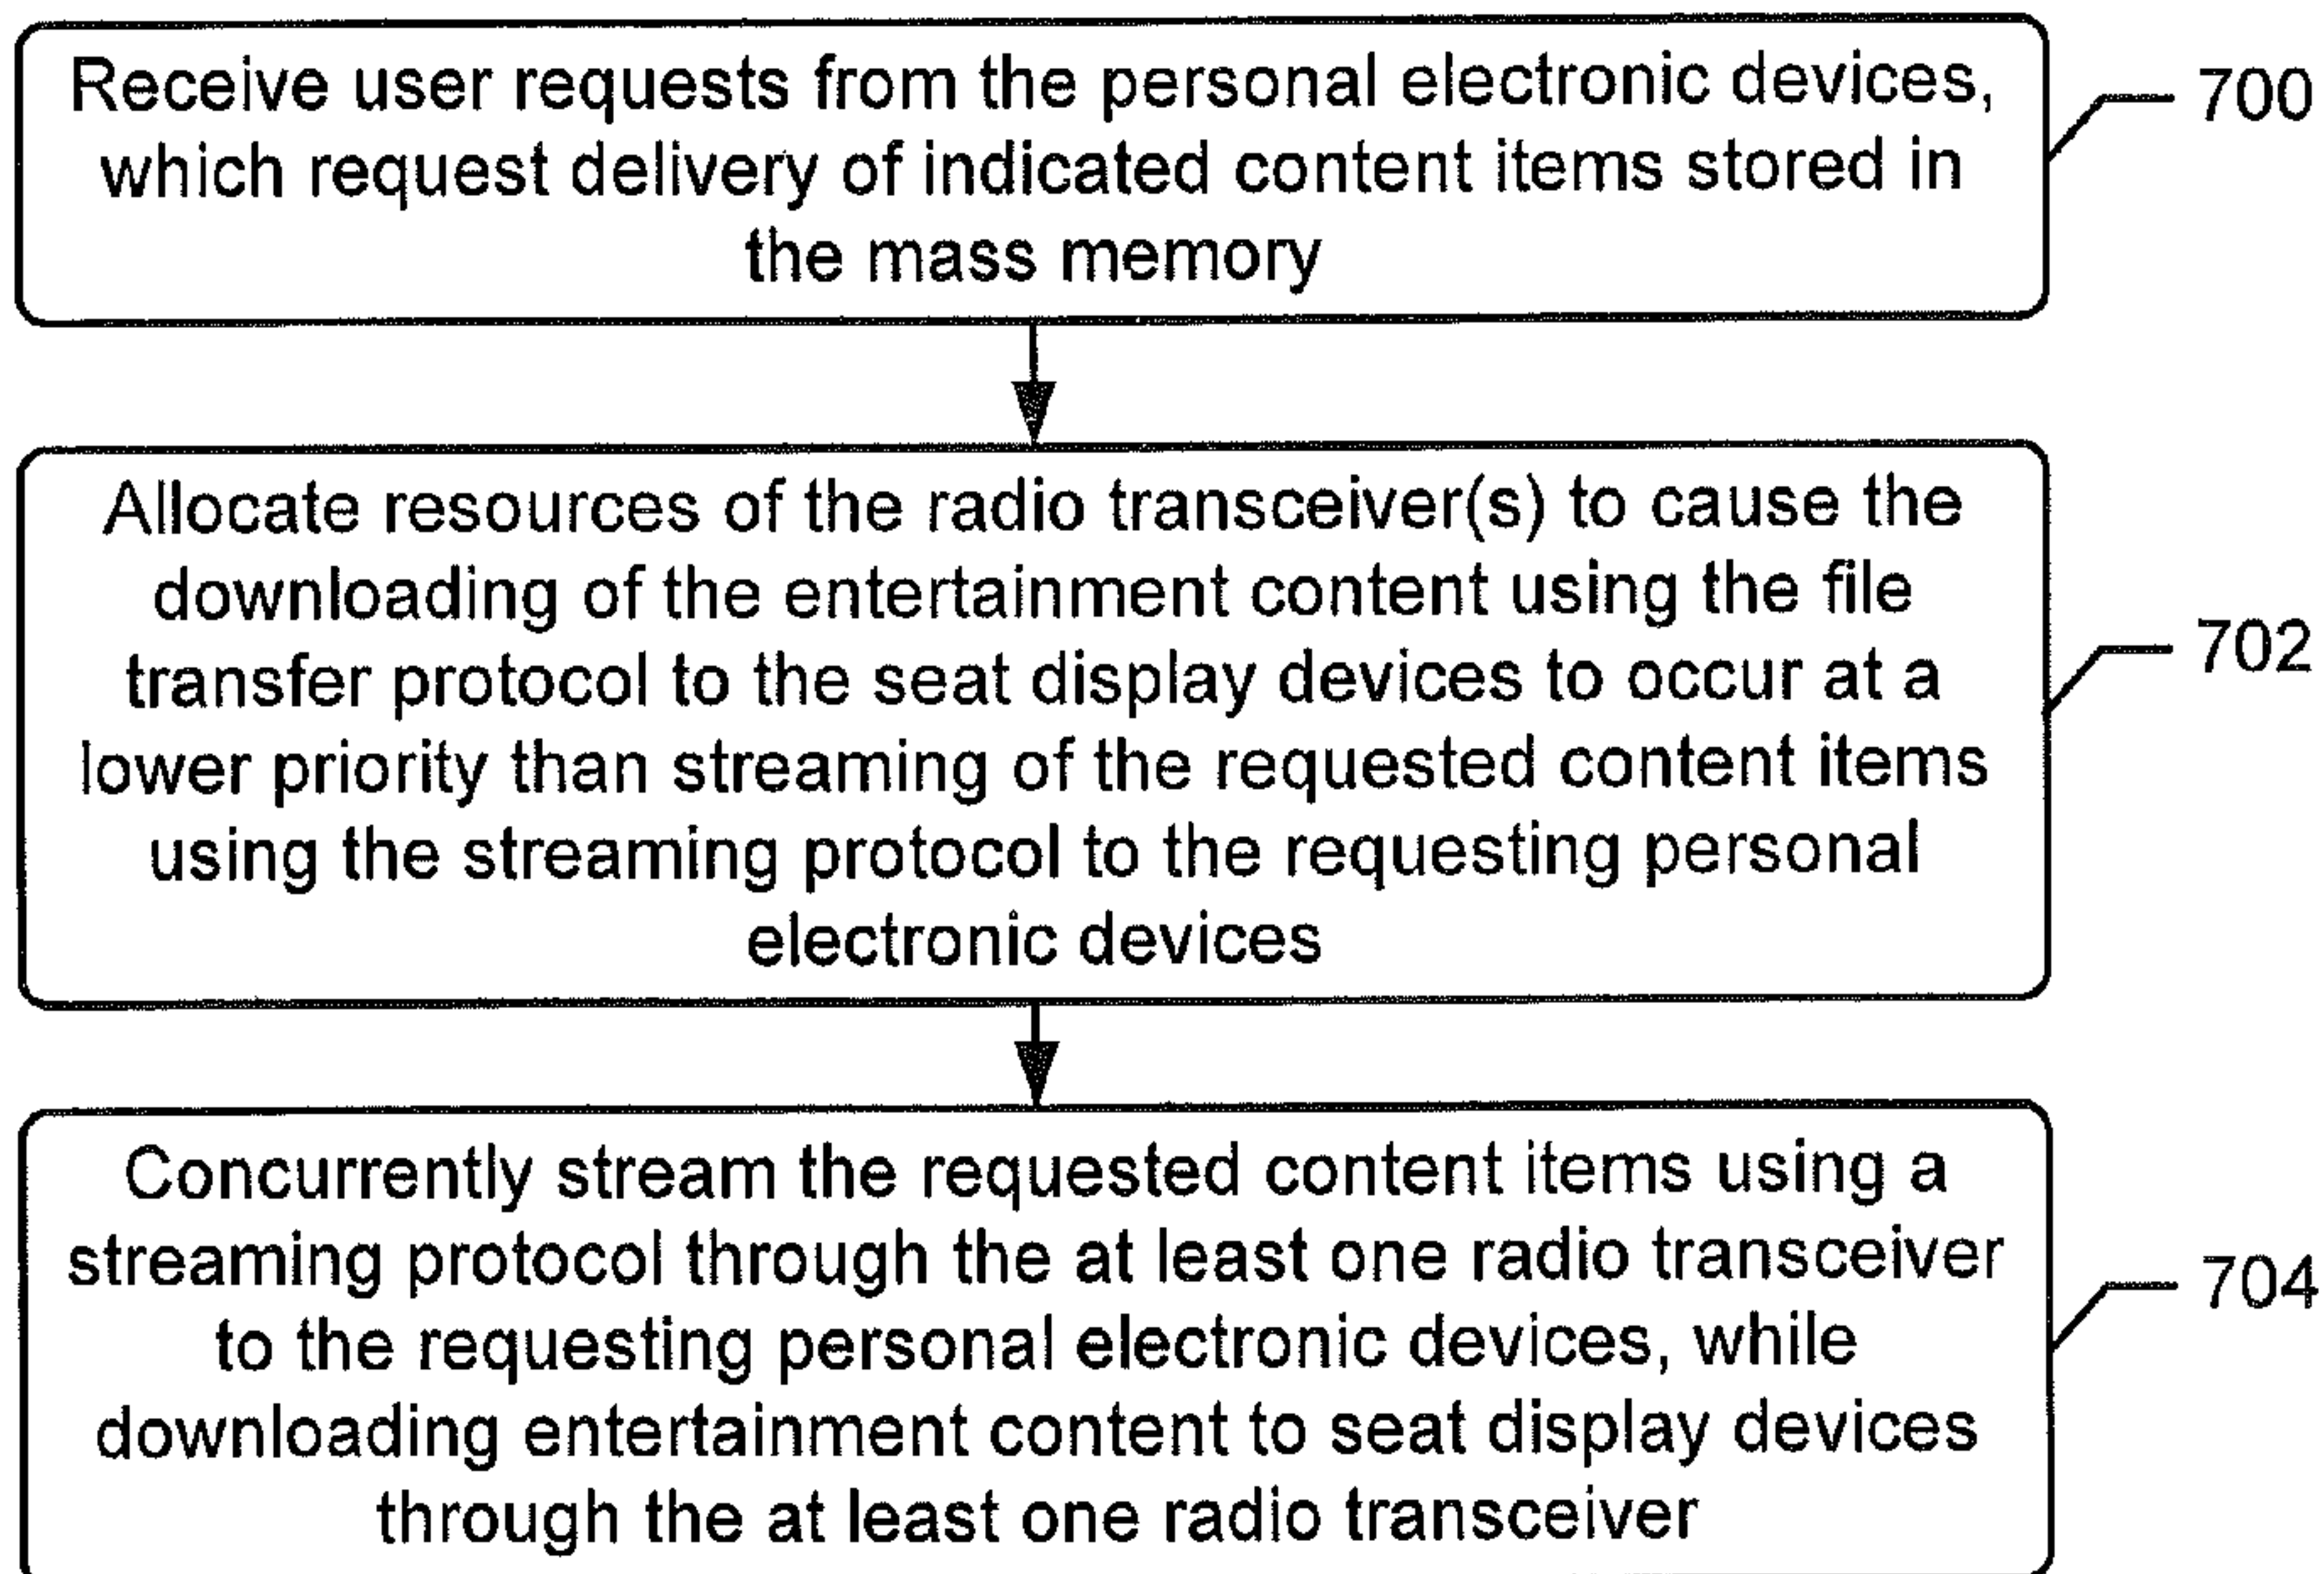 Receive user requests from the personal electronic devices,
which request delivery of indicated content items stored in
the mass memory
700
Allocate resources of the radio transceiver(s) to cause the
downloading of the entertainment content using the file
transfer protocol to the seat display devices to occur at a
lower priority than streaming of the requested content items
using the streaming protocol to the requesting personal
electronic devices
702
Concurrently stream the requested content items using a
streaming protocol through the at least one radio transceiver
to the requesting personal electronic devices, while
downloading entertainment content to seat display devices
through the at least one radio transceiver
704